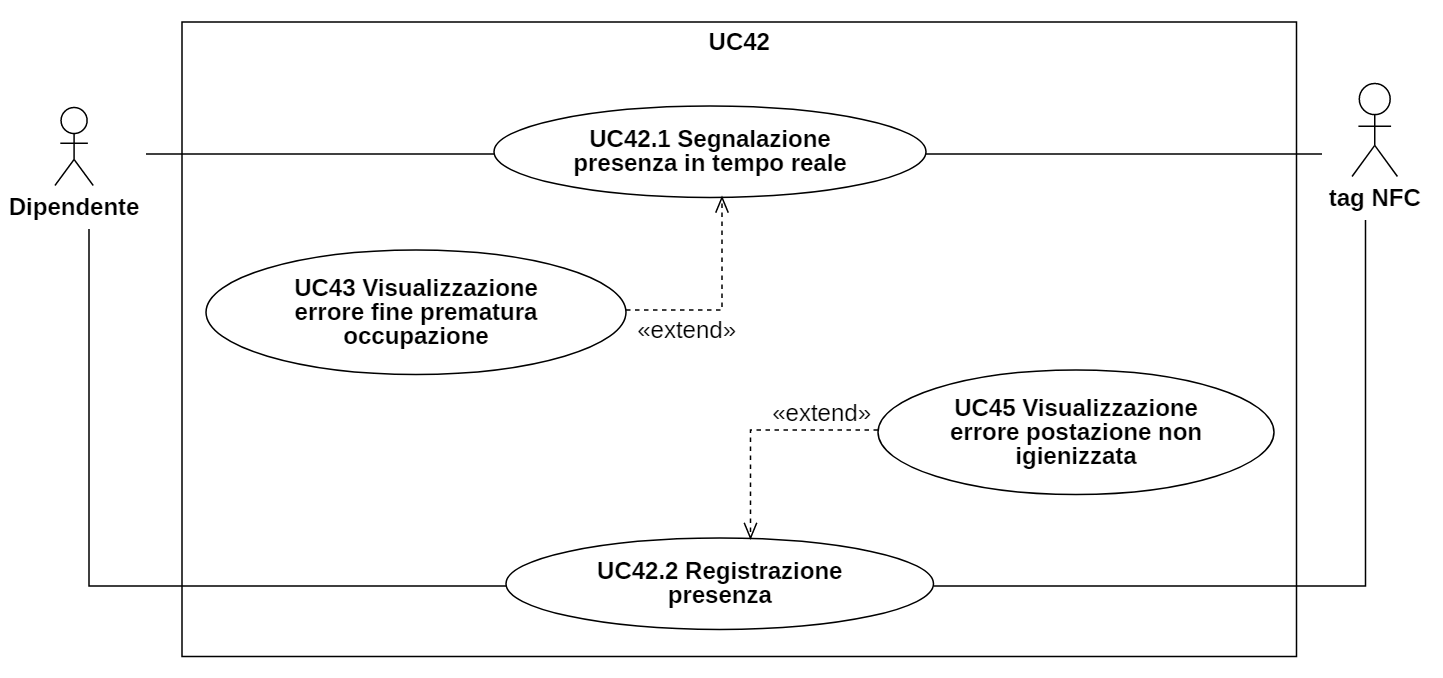 UC42
UC42.1 Segnalazione
presenza in tempo reale
Dipendente
tag NFC
UC43 Visualizzazione
errore fine prematura
occupazione
«extend»
«extend»
UC45 Visualizzazione
errore postazione non
igienizzata
UC42.2 Registrazione
presenza